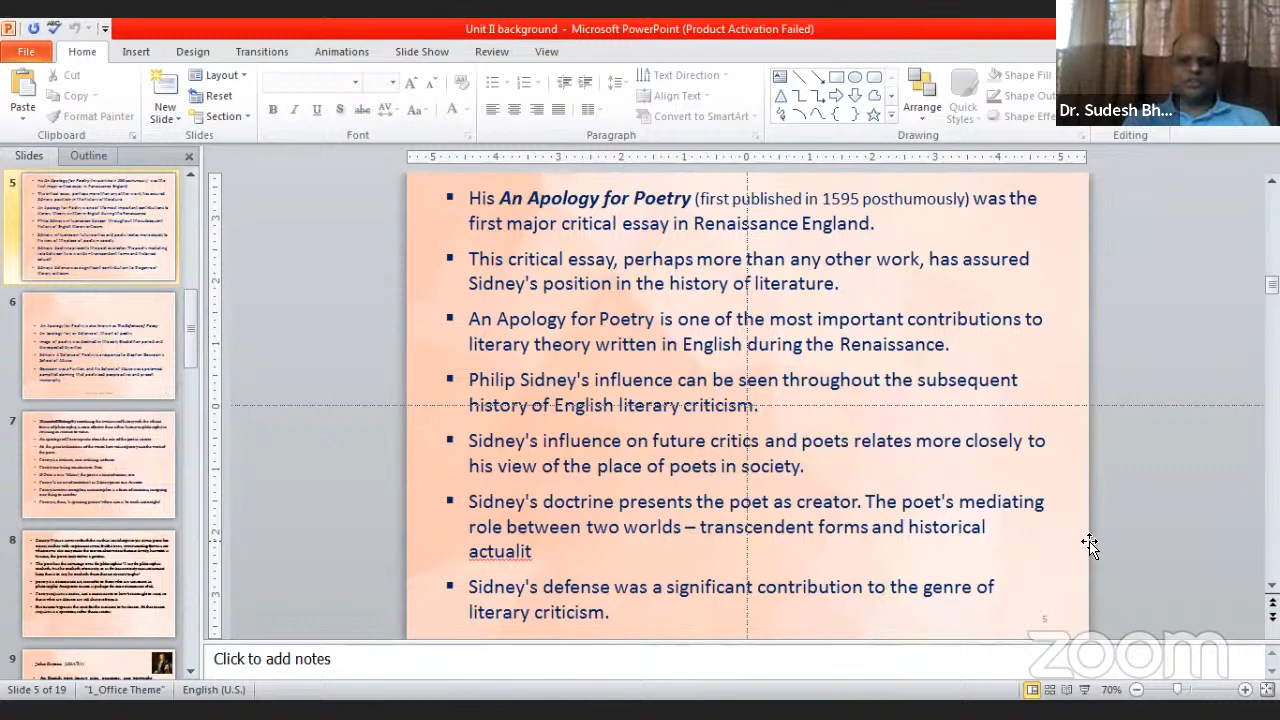 Unit II background - Microsoft PowerPoint (Product Activation Failed)
File Home Insert Design Transitions Animations Slide Show Review View
Paste
Cut
Copy
Format Painter
Clipboard
New
Slide
Layout
Reset
Section
Slides
Font
Text Direction
Align Text
Convert to SmartArt
Paragraph
Arrange
Quick
Styles
Shape Fill
Shape Out
Shape Effe
Drawing
Editing
Dr. Sudesh Bh...
Slides Outline
5
6
7
8
9
His An Apology for Poetry (first published in 1595 posthumously) was the
first major critical essay in Renaissance England.
This critical essay, perhaps more than any other work, has assured
Sidney's position in the history of literature.
An Apology for Poetry is one of the most important contributions to
literary theory written in English during the Renaissance.
Philip Sidney's influence can be seen throughout the subsequent
history of English literary criticism.
Sidney's influence on future critics and poets relates more closely to
his view of the place of poets in society.
Sidney's doctrine presents the poet as creator. The poet's mediating
role between two worlds – transcendent forms and historical
actualit
Sidney's defense was a significant contribution to the genre of
literary criticism.
5
zoom
Click to add notes
Slide 5 of 19 "1_Office Theme" English (U.S.) 70%